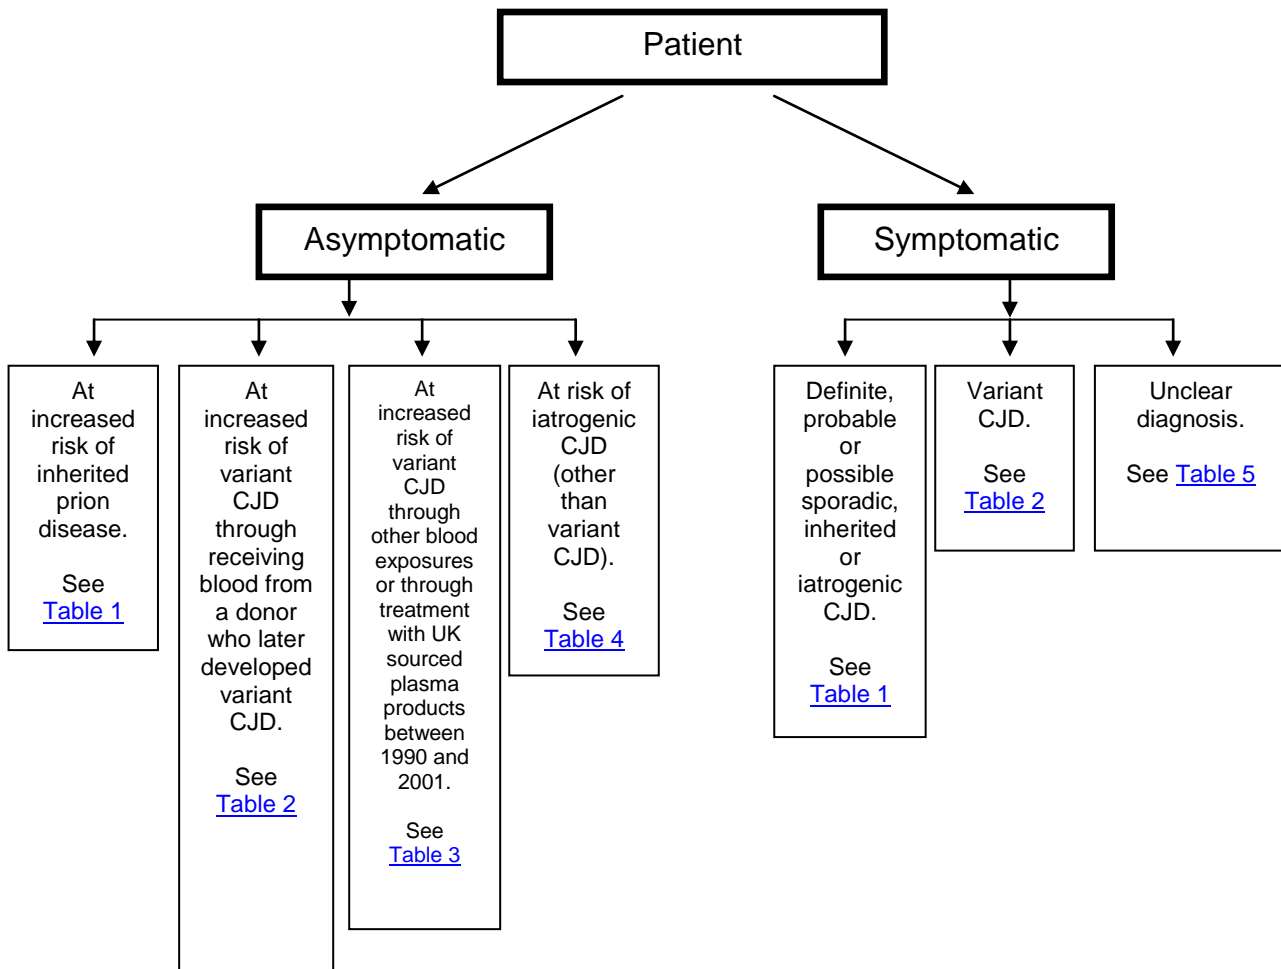 Patient
Asymptomatic
Symptomatic
At
increased
risk of
inherited
prion
disease.
See
Table 1
At
increased
risk of
variant
CJD
through
receiving
blood from
a donor
who later
developed
variant
CJD.
See
Table 2
At
increased
risk of
variant
CJD
through
other blood
exposures
or through
treatment
with UK
sourced
plasma
products
between
1990 and
2001.
See
Table 3
At risk of
iatrogenic
CJD
(other
than
variant
CJD).
See
Table 4
Definite,
probable
or
possible
sporadic,
inherited
or
iatrogenic
CJD.
See
Table 1
Variant
CJD.
See
Table 2
Unclear
diagnosis.
See Table 5